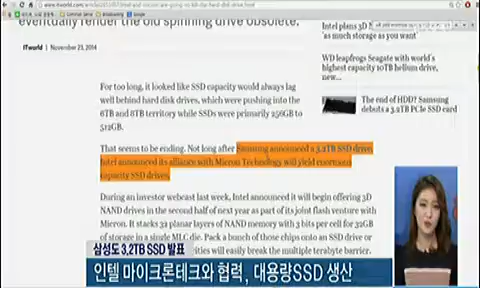 eventually render the old spinning drive obsolete.
ITworld | November 23, 2014
For too long, it looked like SSD capacity would always lag
well behind hard disk drives, which were pushing into the
6TB and 8TB territory while SSDs were primarily 256GB to
512GB.
That seems to be ending. Not long after Samsung announced a 3.2TB SSD drive,
Intel announced its alliance with Micron Technology will yield enormous
capacity SSD drives.
During an investor webcast last week, Intel announced it will begin offering 3D
NAND drives in the second half of next year as part of its joint flash venture with
Micron. It stacks 32 planar layers of NAND memory with 3 bits per cell for 32GB
of storage in a single MLC die. Pack a bunch of those chips onto an SSD drive or
will easily break the multiple terabyte barrier.
Intel plans 3D
'as much storage as you want'
WD leapfrogs Seagate with world's
highest capacity 10TB helium drive,
new...
The end of HDD? Samsung
debuts a 3.2TB PCIe SSD card
삼성도 3.2TB SSD 발표
인텔 마이크론테크와 협력, 대용량SSD 생산